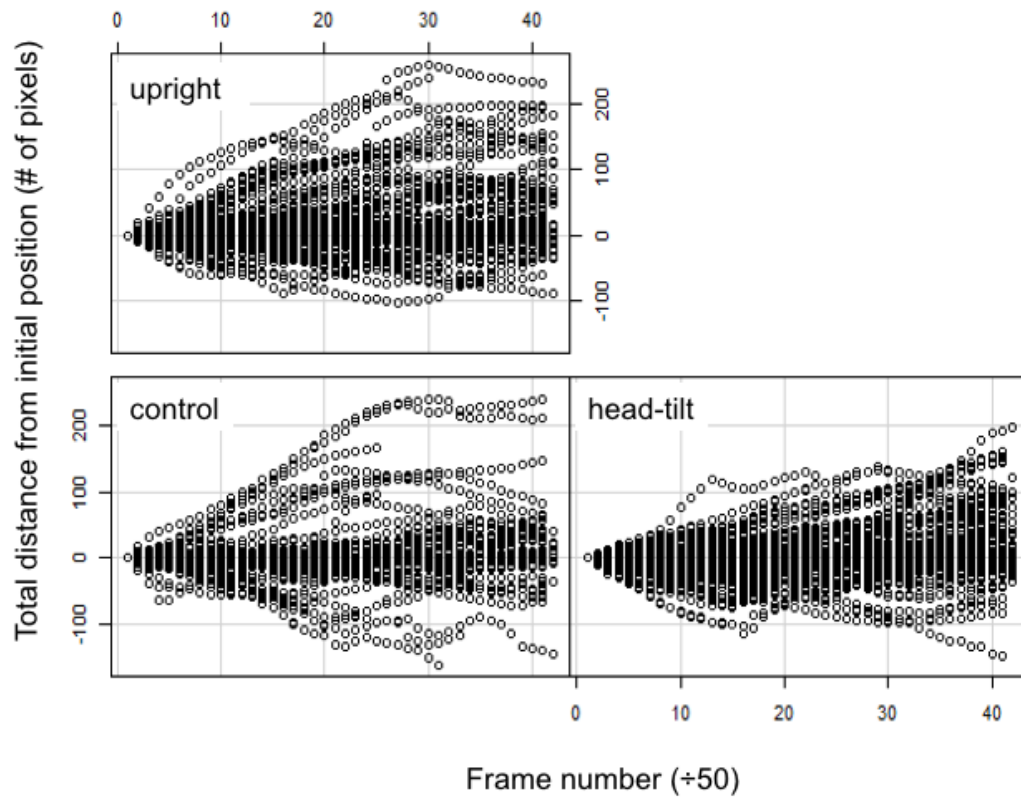 0 10 20 30 40
upright
200
100
0
-100
Total distance from initial position (# of pixels)
control
head-tilt
200
100
0
-100
0 10 20 30 40
Frame number (÷50)